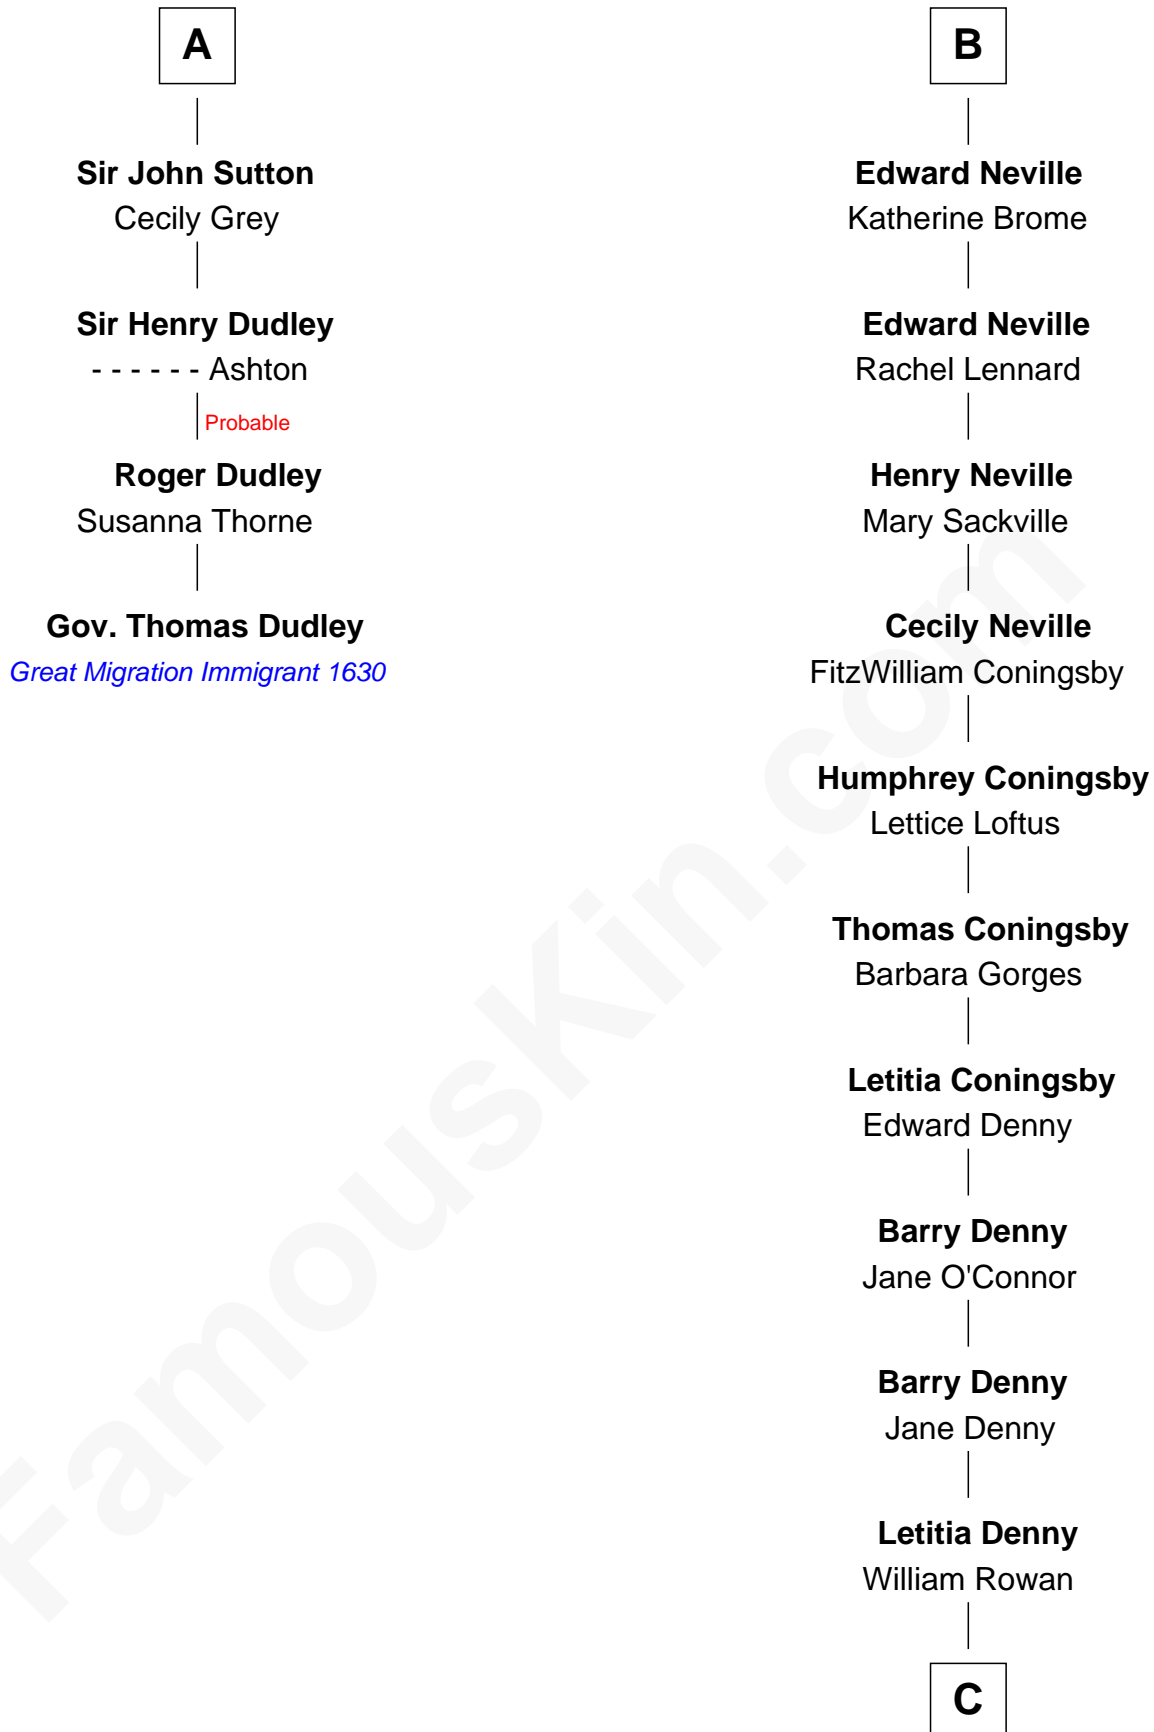 A
Sir John Sutton
Cecily Grey
Sir Henry Dudley
- - - - - - Ashton
Probable
Roger Dudley
Susanna Thorne
Gov. Thomas Dudley
Great Migration Immigrant 1630
B
Edward Neville
Katherine Brome
Edward Neville
Rachel Lennard
Henry Neville
Mary Sackville
Cecily Neville
FitzWilliam Coningsby
Humphrey Coningsby
Lettice Loftus
Thomas Coningsby
Barbara Gorges
Letitia Coningsby
Edward Denny
Barry Denny
Jane O'Connor
Barry Denny
Jane Denny
Letitia Denny
William Rowan
C
FamousKin.com